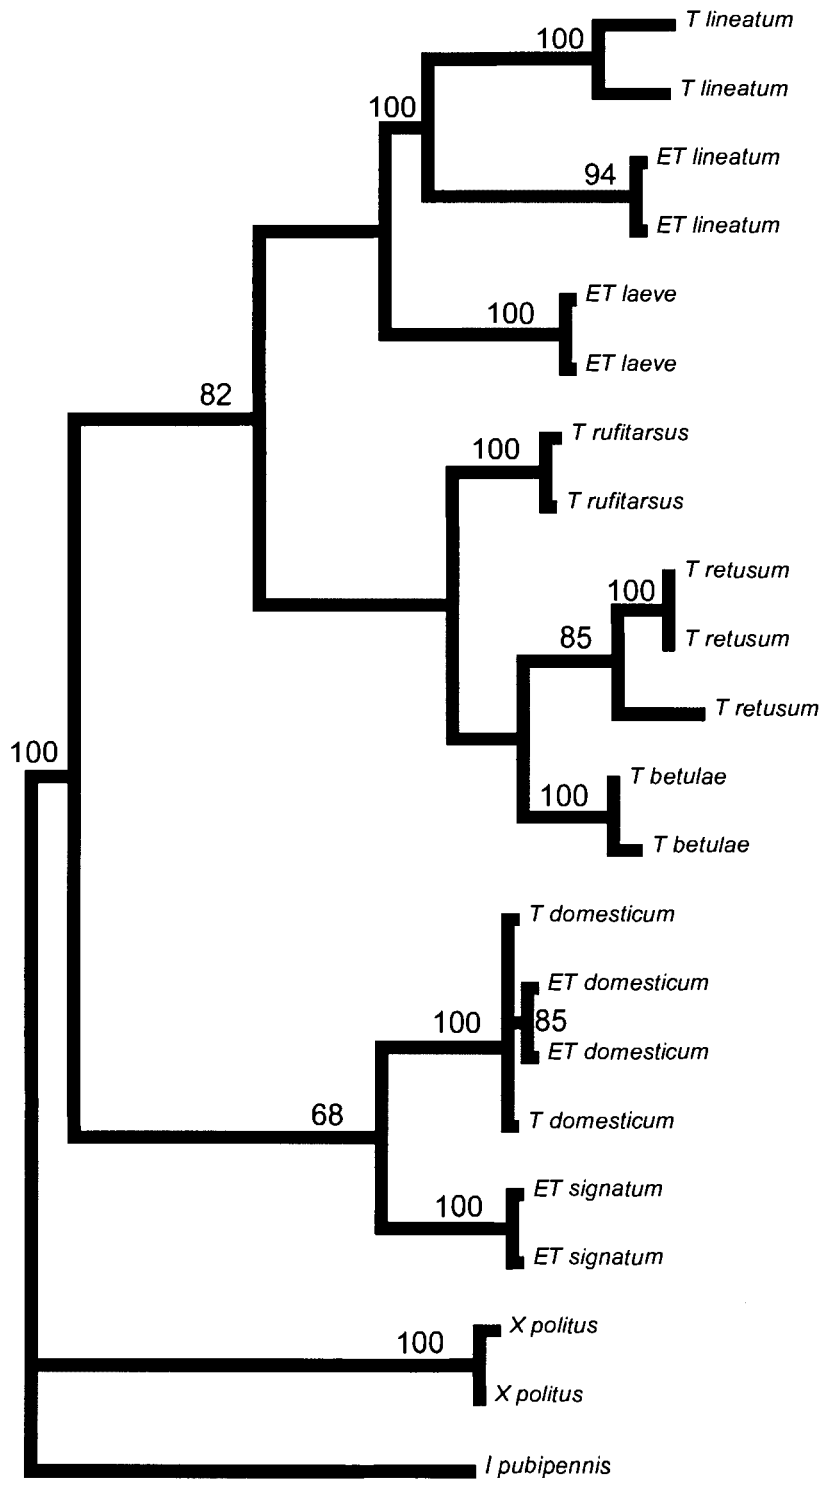 T lineatum
100
T lineatum
100
ET lineatum
94
ET lineatum
ET laeve
100
ET laeve
82
T rufitarsus
100
T rufitarsus
T retusum
100
T retusum
85
T retusum
100
T betulae
100
T betulae
T domesticum
ET domesticum
100
85
ET domesticum
68
T domesticum
ET signatum
100
ET signatum
X politus
100
X politus
I pubipennis